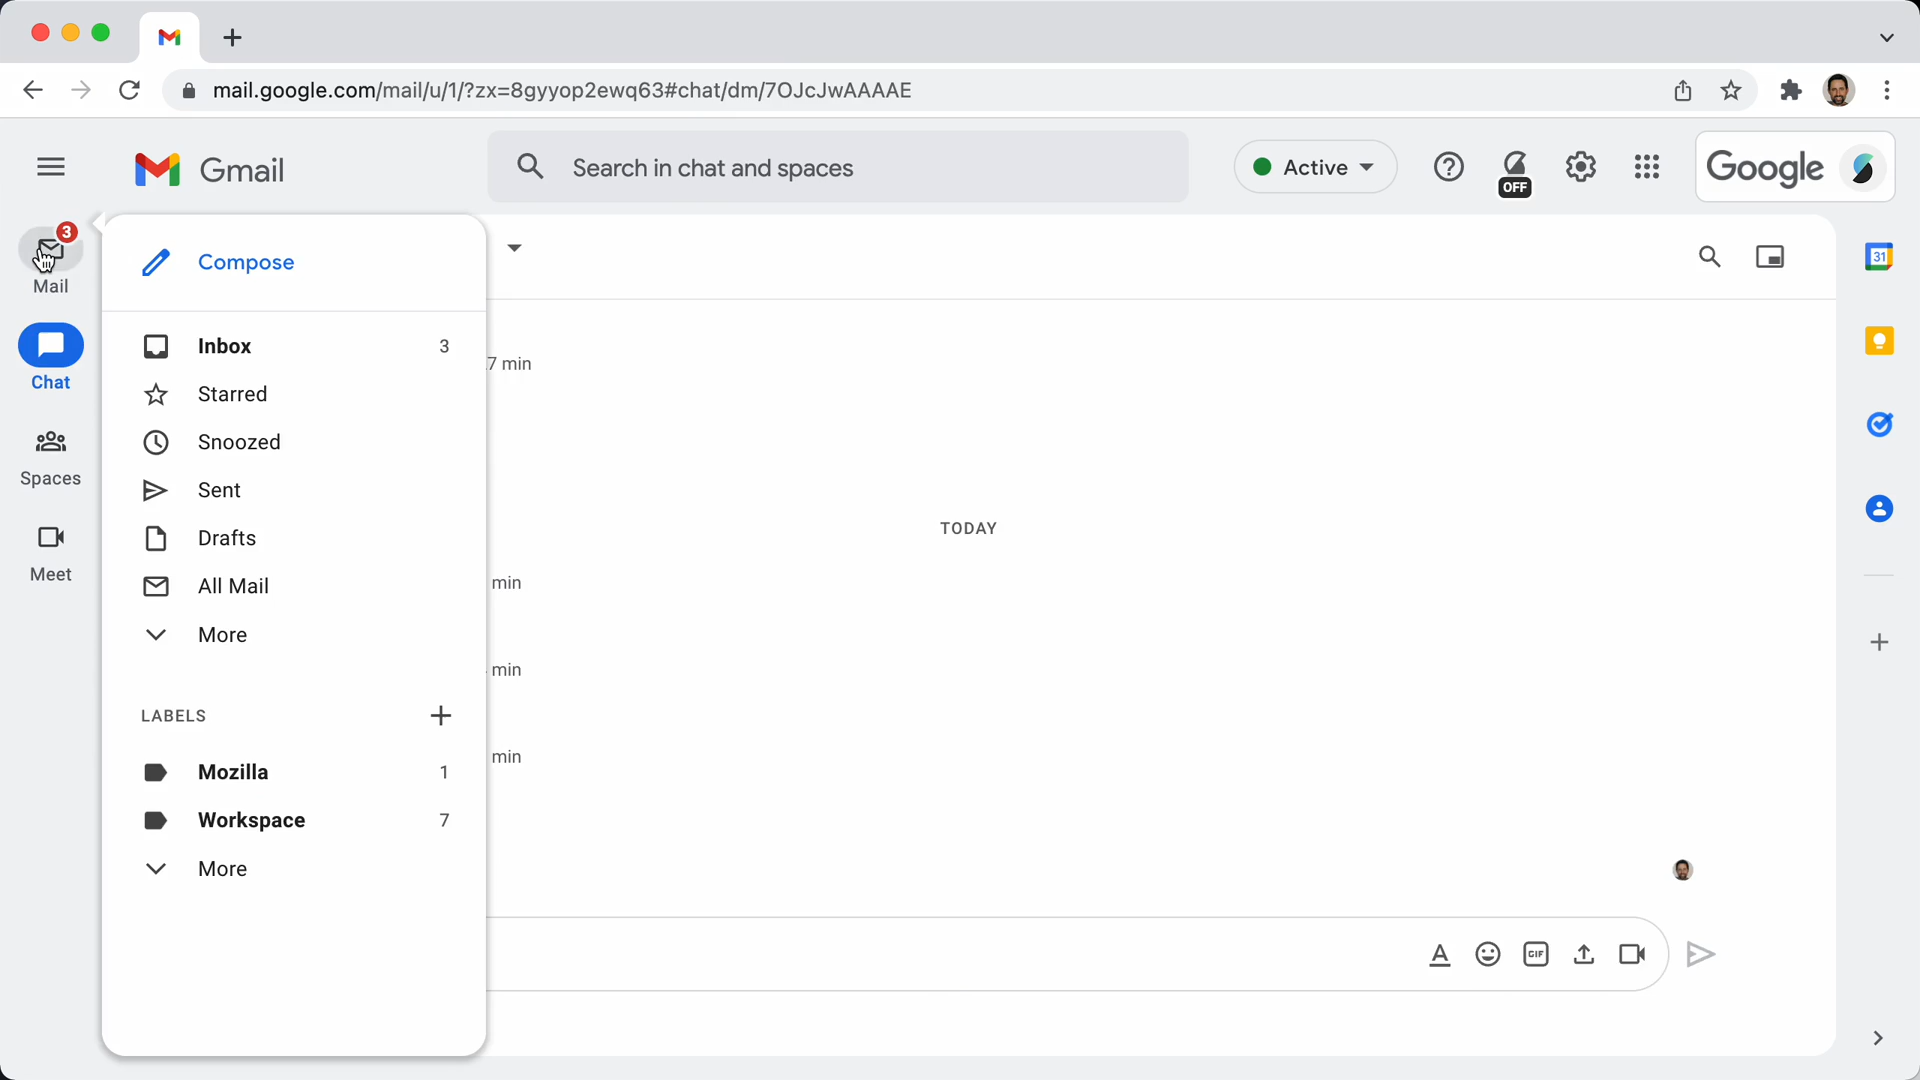 mail.google.com/mail/u/1/?zx=8gyyop2ewq63#chat/dm/7OJcJwAAAAE
Gmail
Search in chat and spaces
Active
OFF
Google
3
Mail
Chat
Spaces
Meet
Compose
Inbox 3
Starred
Snoozed
Sent
Drafts
All Mail
More
LABELS
Mozilla 1
Workspace 7
More
7 min
TODAY
min
min
min
GIF
31